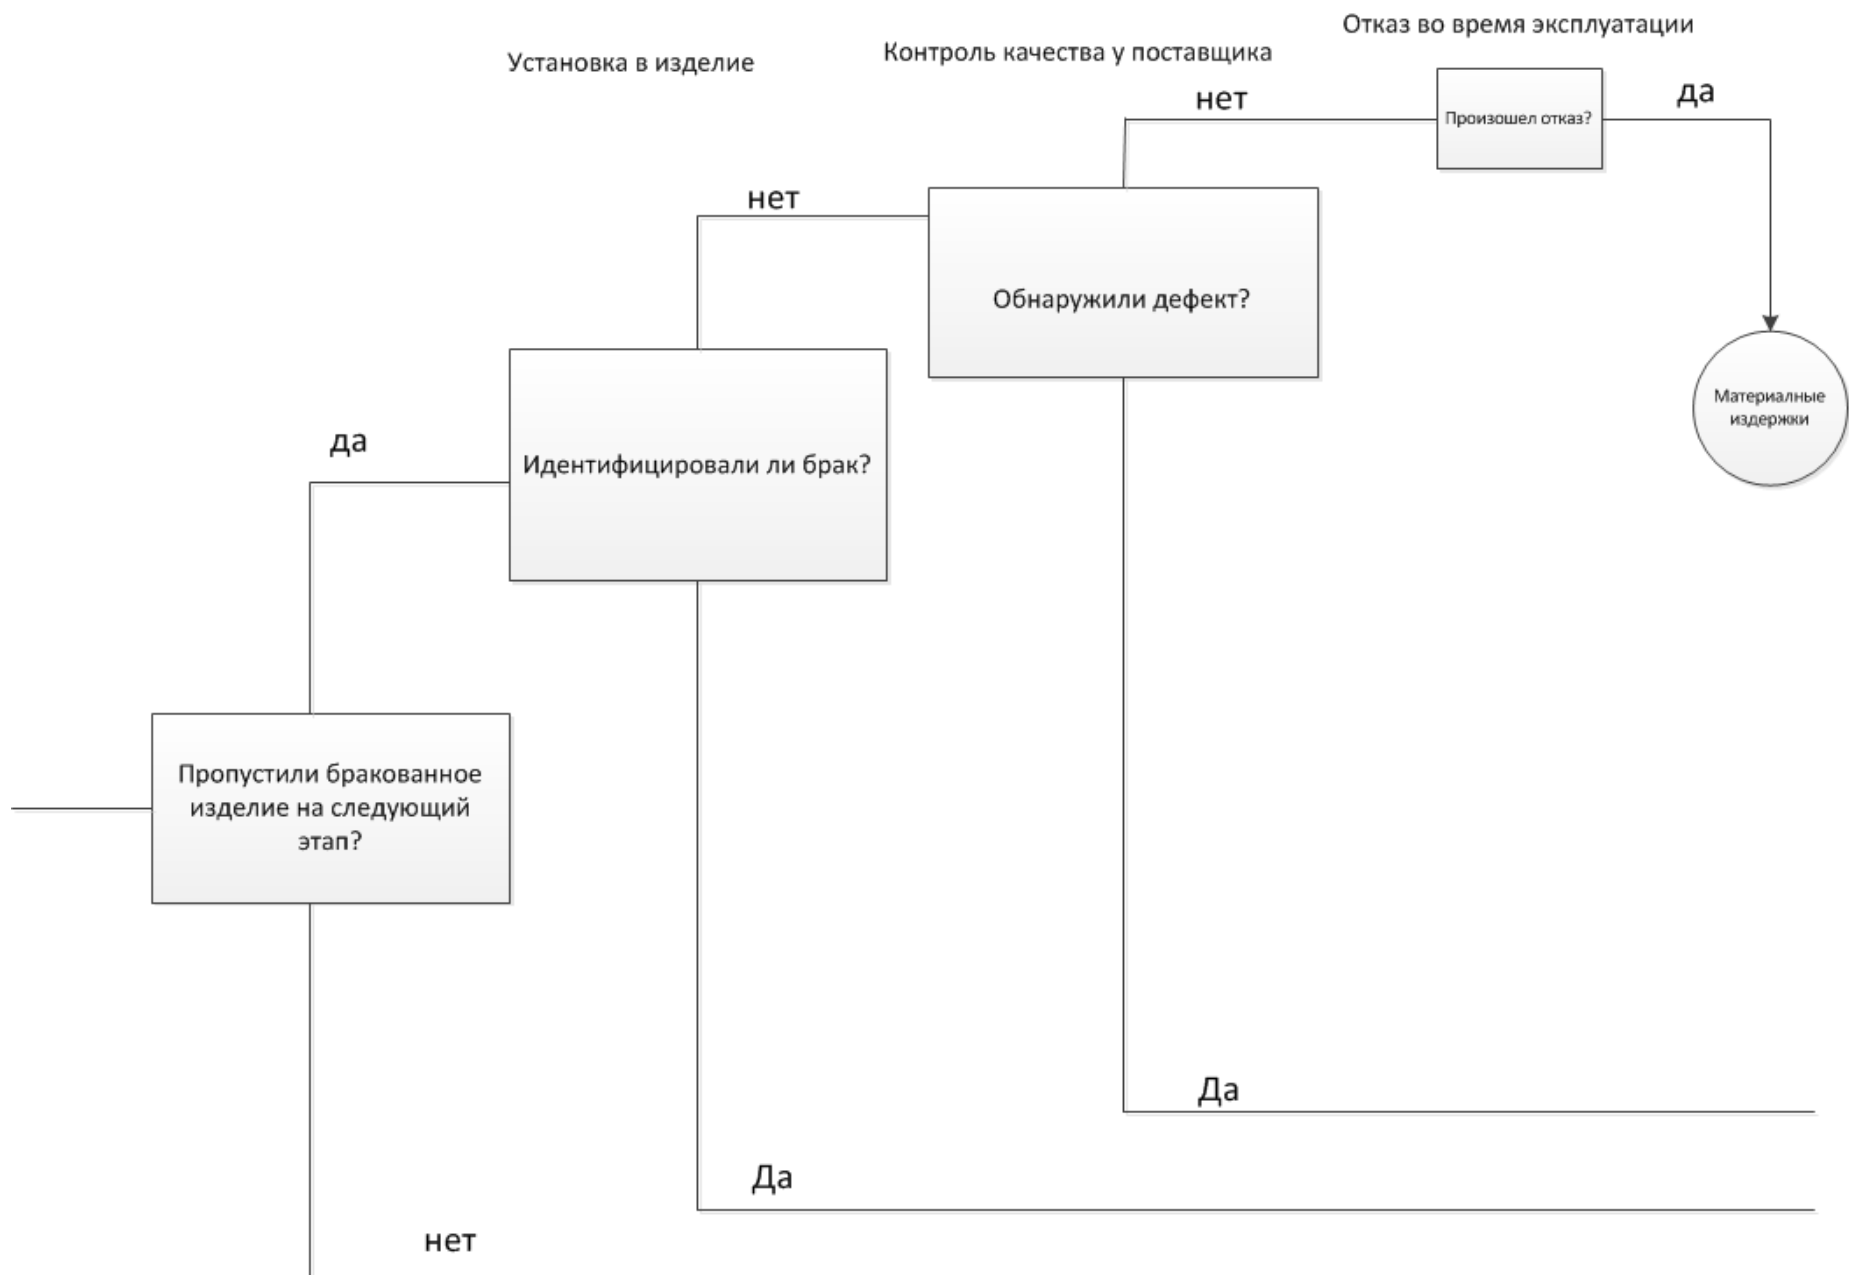 Отказ во время эксплуатации
Контроль качества у поставщика
Установка в изделие
нет
да
Произошел отказ?
нет
Обнаружили дефект?
Материалные
издержки
да
Идентифицировали ли брак?
Пропустили бракованное
изделие на следующий
этап?
Да
Да
нет